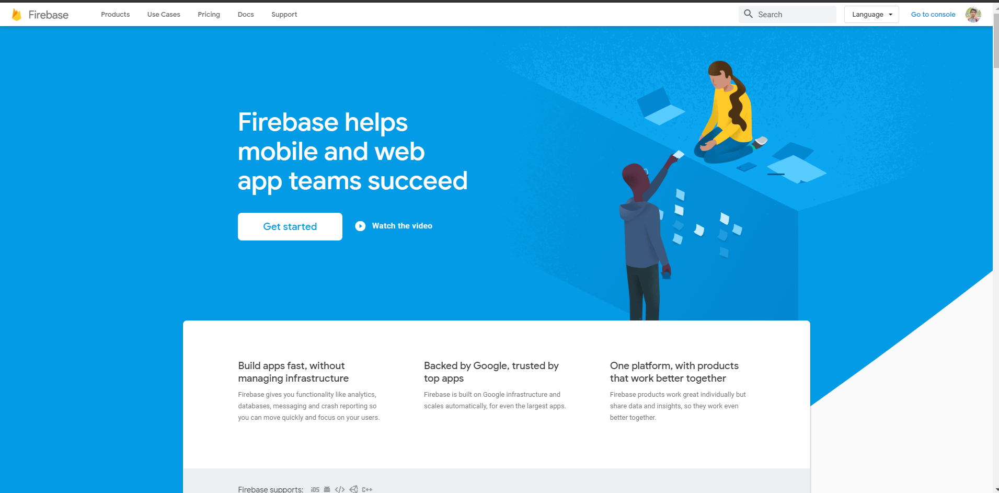 Firebase
Products
Use Cases
Pricing
Docs
Support
Search
Language
Go to console
Firebase helps
mobile and web
app teams succeed
Get started
Watch the video
Build apps fast, without
managing infrastructure
Firebase gives you functionality like analytics,
databases, messaging and crash reporting so
you can move quickly and focus on your users.
Backed by Google, trusted by
top apps
Firebase is built on Google infrastructure and
scales automatically, for even the largest apps.
One platform, with products
that work better together
Firebase products work great individually but
share data and insights, so they work even
better together.
Firebase supports:
iOS
</>
C++